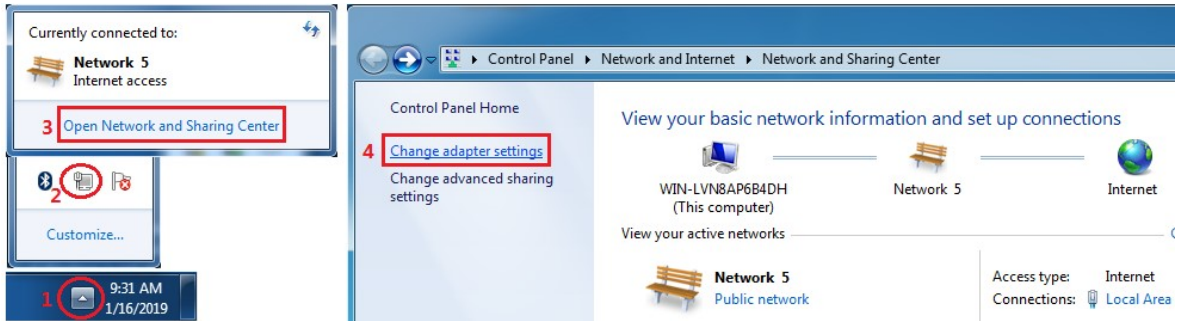 Currently connected to:
Network 5
Internet access
3 Open Network and Sharing Center
2
Customize...
1
9:31 AM
1/16/2019
Control Panel Network and Internet Network and Sharing Center
Control Panel Home
4 Change adapter settings
Change advanced sharing
settings
View your basic network information and set up connections
WIN-LVN8AP6B4DH
(This computer)
Network 5
Internet
View your active networks
Network 5
Public network
Access type: Internet
Connections: Local Area